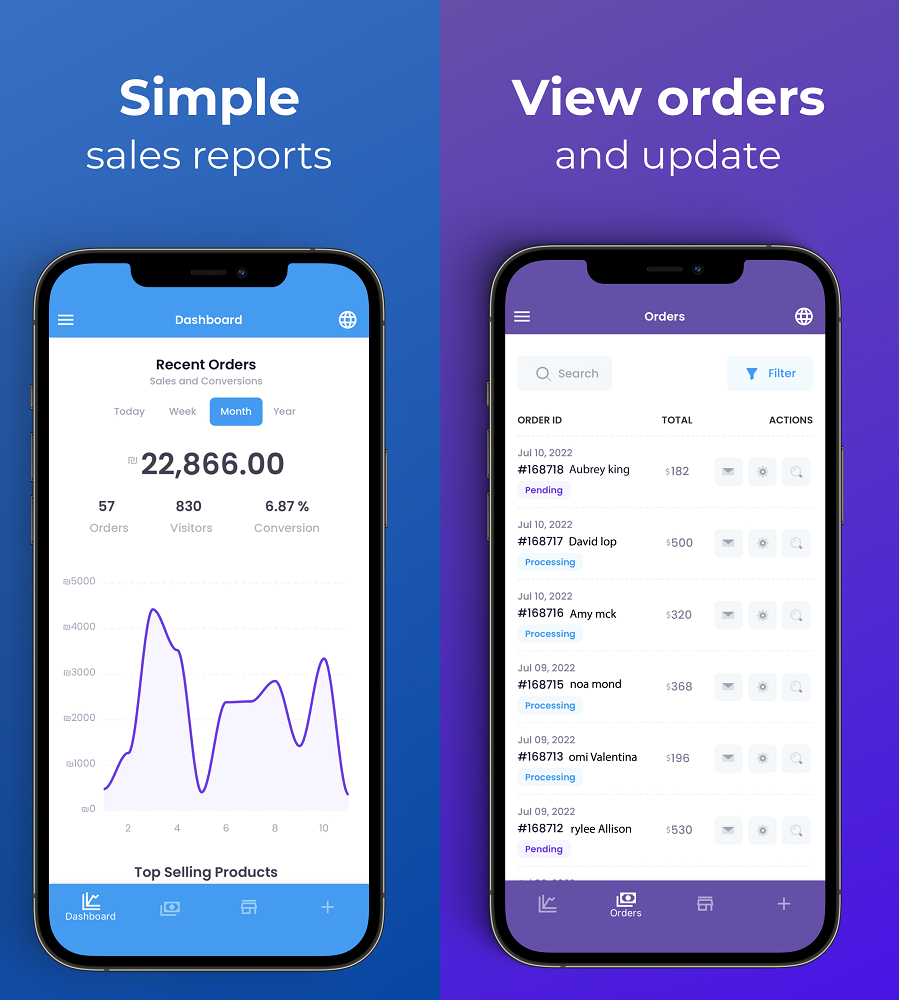 Simple
sales reports
Dashboard
Recent Orders
Sales and Conversions
Today Week Month Year
₪ 22,866.00
57 830 6.87 %
Orders Visitors Conversion
₪5000
₪4000
₪3000
₪2000
₪1000
₪0
2 4 6 8 10
Top Selling Products
Dashboard
View orders
and update
Orders
Search Filter
ORDER ID TOTAL ACTIONS
Jul 10, 2022
#168718 Aubrey king $182
Pending
Jul 10, 2022
#168717 David lop $500
Processing
Jul 10, 2022
#168716 Amy mck $320
Processing
Jul 09, 2022
#168715 noa mond $368
Processing
Jul 09, 2022
#168713 omi Valentina $196
Processing
Jul 09, 2022
#168712 rylee Allison $530
Pending
Orders